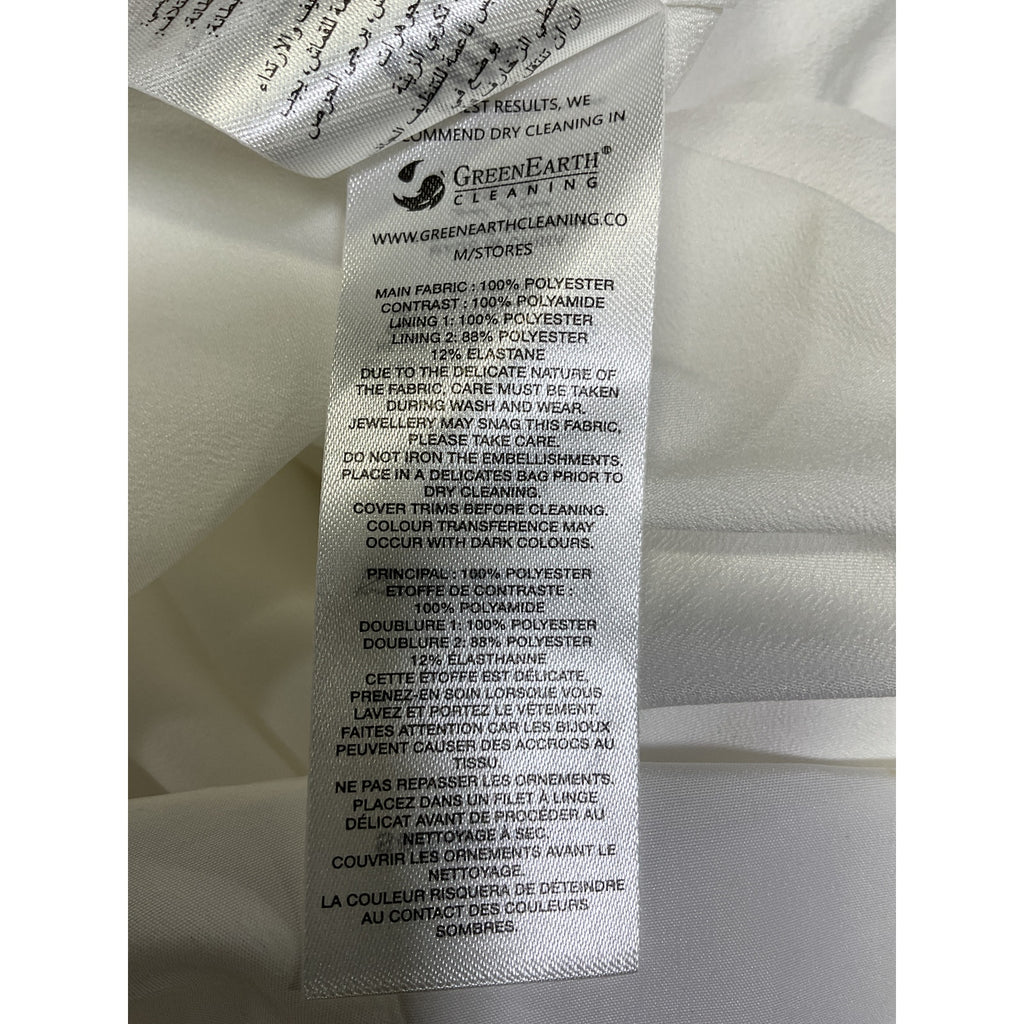 والارتداء
للقماش، يجب
يرجى الحرص
EST RESULTS, WE
COMMEND DRY CLEANING IN
GREENEARTH®
CLEANING
WWW.GREENEARTHCLEANING.CO
M/STORES
MAIN FABRIC : 100% POLYESTER
CONTRAST : 100% POLYAMIDE
LINING 1: 100% POLYESTER
LINING 2: 88% POLYESTER
12% ELASTANE
DUE TO THE DELICATE NATURE OF
THE FABRIC, CARE MUST BE TAKEN
DURING WASH AND WEAR.
JEWELLERY MAY SNAG THIS FABRIC,
PLEASE TAKE CARE.
DO NOT IRON THE EMBELLISHMENTS.
PLACE IN A DELICATES BAG PRIOR TO
DRY CLEANING.
COVER TRIMS BEFORE CLEANING.
COLOUR TRANSFERENCE MAY
OCCUR WITH DARK COLOURS.
PRINCIPAL : 100% POLYESTER
ETOFFE DE CONTRASTE :
100% POLYAMIDE
DOUBLURE 1: 100% POLYESTER
DOUBLURE 2: 88% POLYESTER
12% ÉLASTHANNE
CETTE ETOFFE EST DÉLICATE.
PRENEZ-EN SOIN LORSQUE VOUS
LAVEZ ET PORTEZ LE VÊTEMENT.
FAITES ATTENTION CAR LES BIJOUX
PEUVENT CAUSER DES ACCROCS AU
TISSU.
NE PAS REPASSER LES ORNEMENTS.
PLACEZ DANS UN FILET À LINGE
DÉLICAT AVANT DE PROCÉDER AU
NETTOYAGE À SEC.
COUVRIR LES ORNEMENTS AVANT LE
NETTOYAGE.
LA COULEUR RISQUERA DE DÉTEINDRE
AU CONTACT DES COULEURS
SOMBRES.